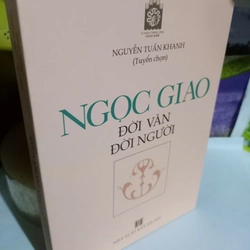 NGUYỄN TUẤN KHANH
(Tuyển chọn)
NGỌC GIAO
ĐỜI VĂN
ĐỜI NGƯỜI